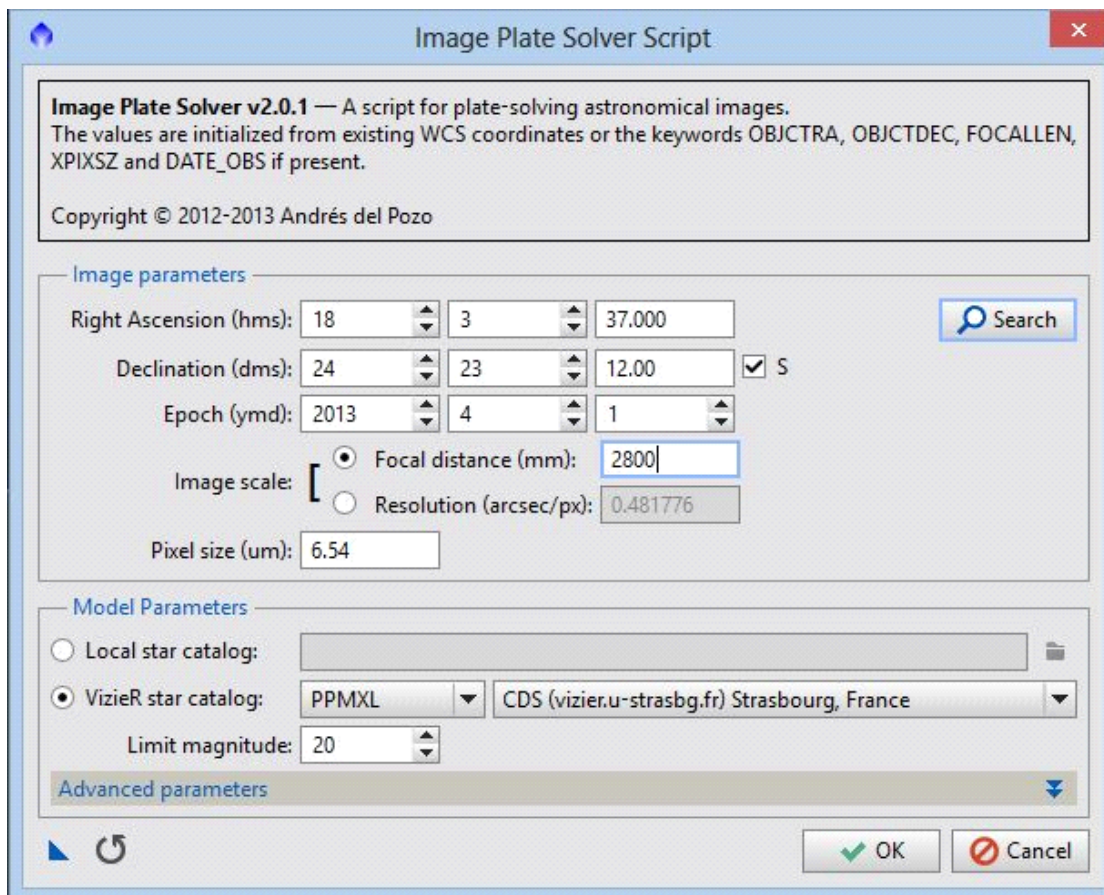 Image Plate Solver Script
Image Plate Solver v2.0.1 — A script for plate-solving astronomical images.
The values are initialized from existing WCS coordinates or the keywords OBJCTRA, OBJCTDEC, FOCALLEN,
XPIXSZ and DATE_OBS if present.
Copyright © 2012-2013 Andrés del Pozo
Image parameters
Right Ascension (hms): 18 3 37.000 Search
Declination (dms): 24 23 12.00 S
Epoch (ymd): 2013 4 1
Image scale: [ Focal distance (mm): 2800
Resolution (arcsec/px): 0.481776
Pixel size (um): 6.54
Model Parameters
Local star catalog:
VizieR star catalog: PPMXL CDS (vizier.u-strasbg.fr) Strasbourg, France
Limit magnitude: 20
Advanced parameters
OK Cancel